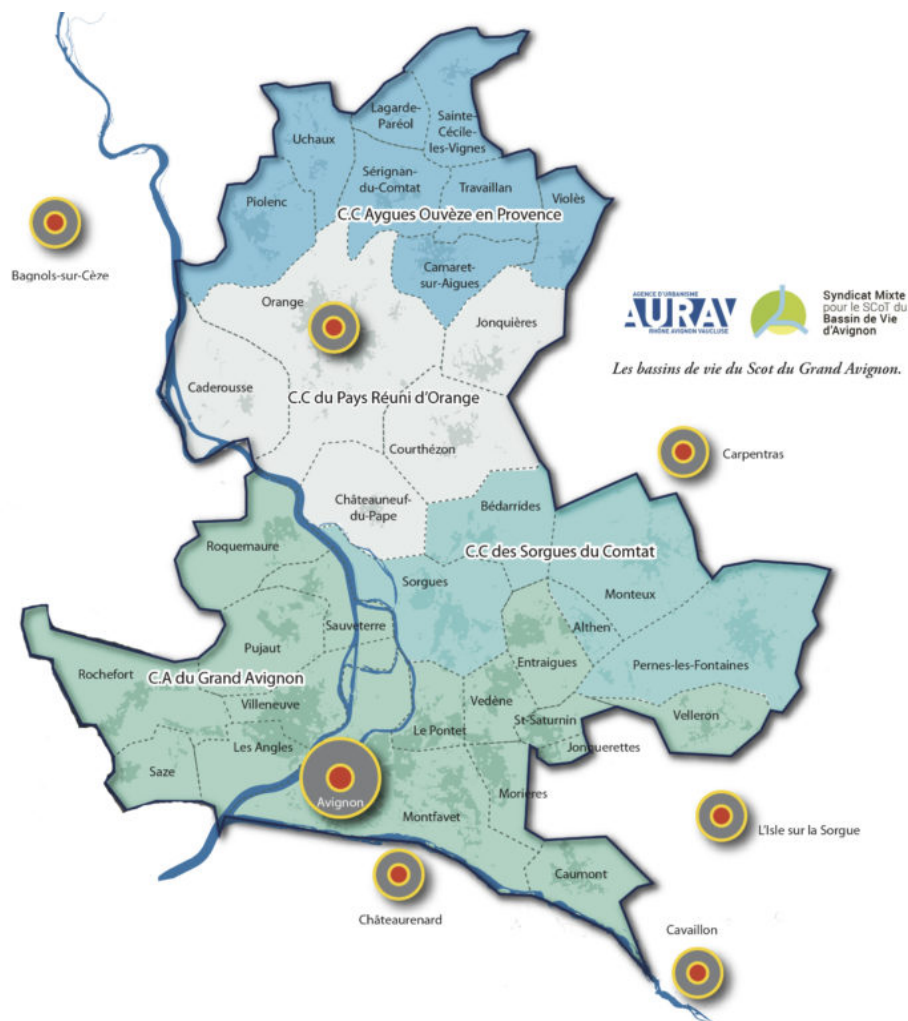 Lagarde-
Paréol
Sainte-
Cécile-
les-Vignes
Uchaux
Sérignan-
du-Comtat
Travaillan
Violès
Piolenc
C.C Aygues Ouvèze en Provence
Bagnols-sur-Cèze
Camaret-
sur-Aigues
Orange
Jonquières
AGENCE D'URBANISME
AURAV
RHÔNE AVIGNON VAUCLUSE
Syndicat Mixte
pour le SCoT du
Bassin de Vie
d'Avignon
Les bassins de vie du Scot du Grand Avignon.
Caderousse
C.C du Pays Réuni d'Orange
Courthézon
Carpentras
Châteauneuf-
du-Pape
Bédarrides
Roquemaure
C.C des Sorgues du Comtat
Sorgues
Monteux
Sauveterre
Althen
Pujaut
Entraigues
Pernes-les-Fontaines
Rochefort
C.A du Grand Avignon
Villeneuve
Vedène
Velleron
St-Saturnin
Le Pontet
Les Angles
Jonquerettes
Saze
Morières
Avignon
Montfavet
L'Isle sur la Sorgue
Caumont
Châteaurenard
Cavaillon